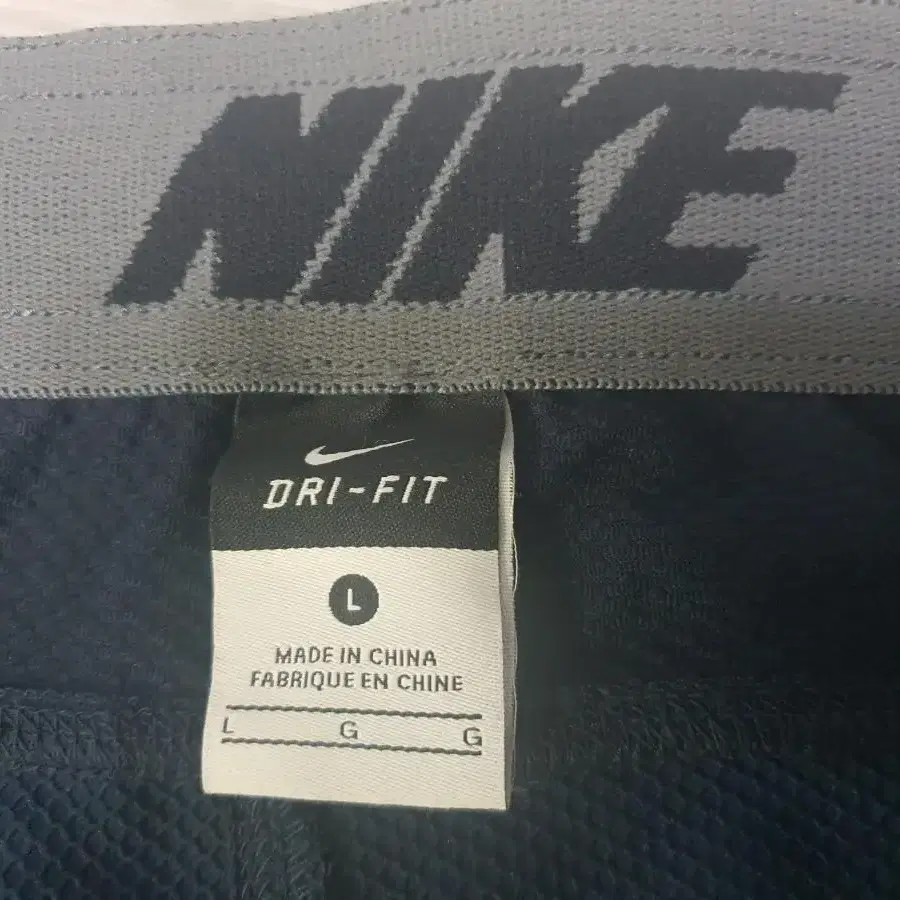 NIKE
DRI-FIT
L
MADE IN CHINA
FABRIQUE EN CHINE
L G G